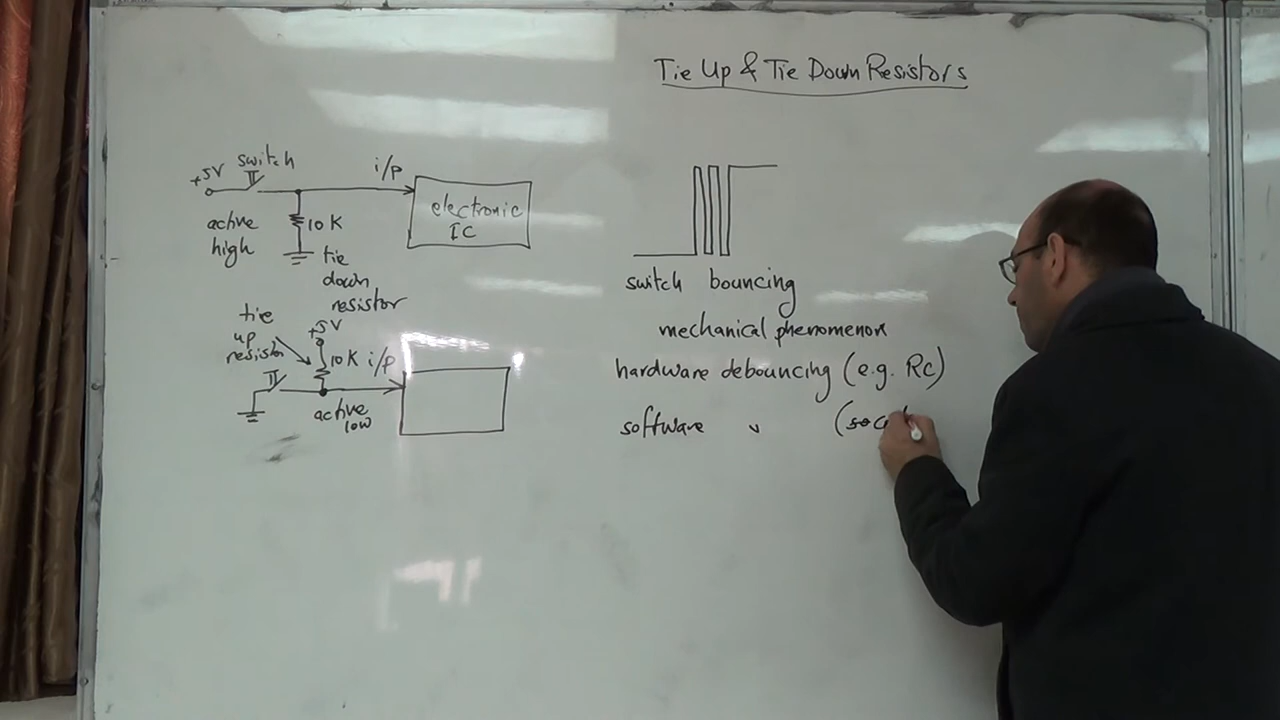 Tie Up & Tie Down Resistors
+5V switch
i/p
electronic
IC
active
high
10 K
tie
down
resistor
tie
up
resistor
+5V
10K i/p
active
low
switch bouncing
mechanical phenomenon
hardware debouncing (e.g. RC)
software 〃 (